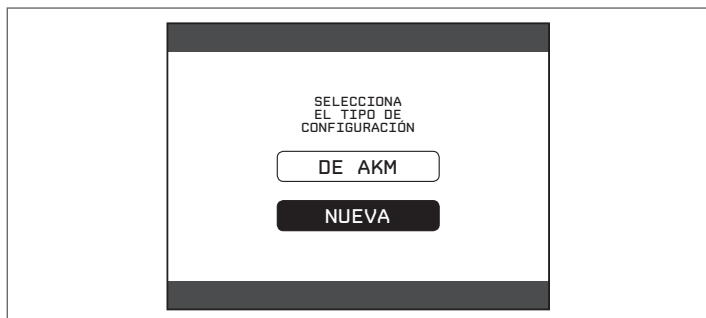 SELECCIONA
EL TIPO DE
CONFIGURACIÓN
DE AKM
NUEVA